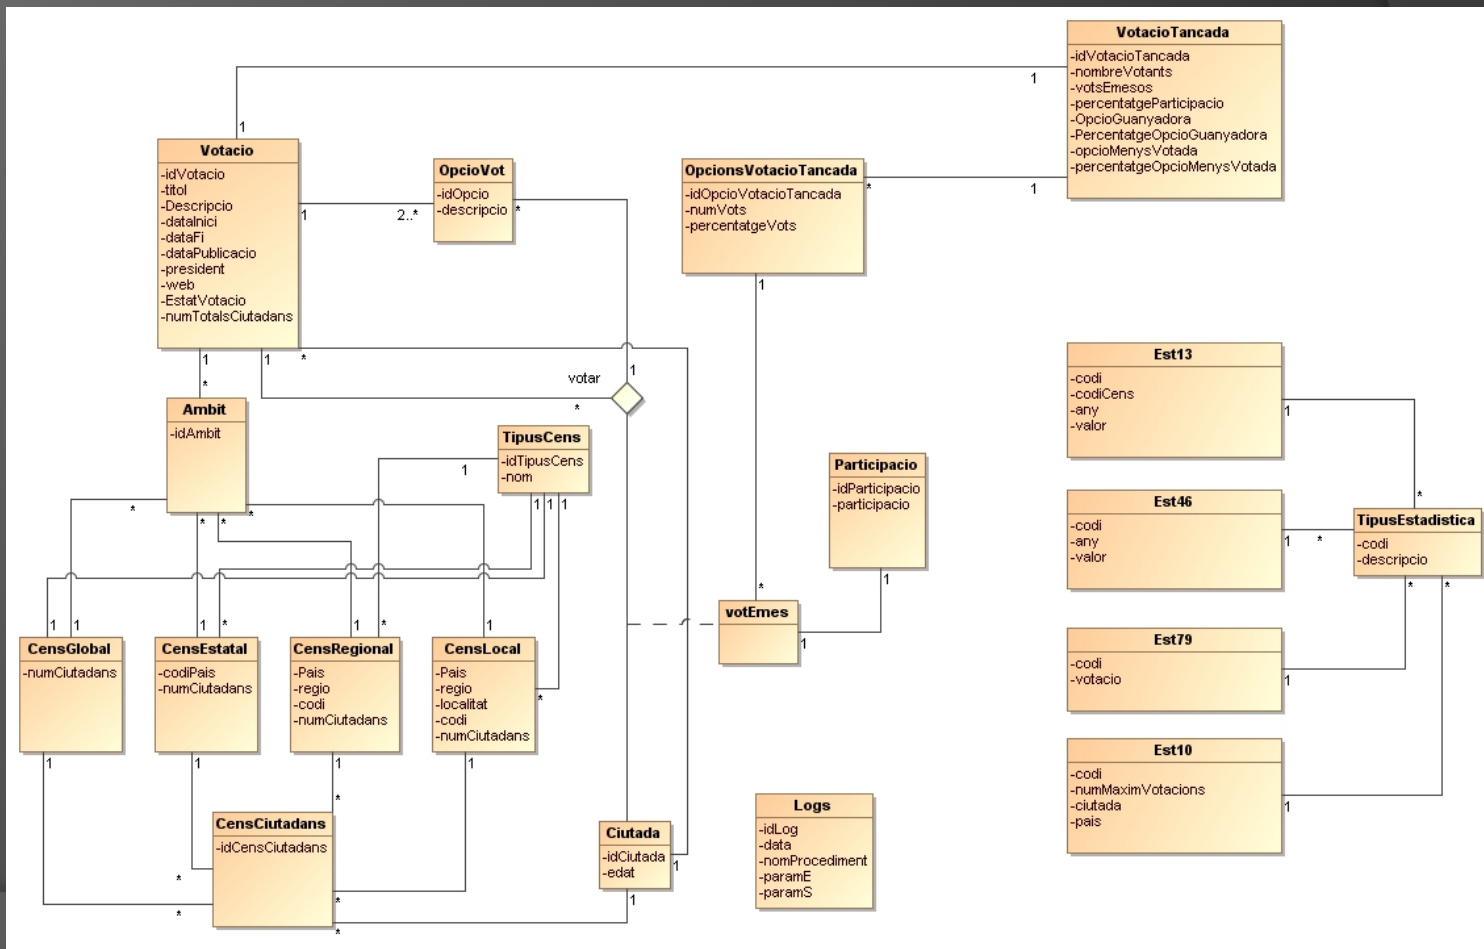 VotacioTancada
-idVotacioTancada
-nombreVotants
-votsEmesos
-percentatgeParticipacio
-OpcioGuanyadora
-PercentatgeOpcioGuanyadora
-opcioMenysVotada
-percentatgeOpcioMenysVotada
1
1
Votacio
-idVotacio
-titol
-Descripcio
-dataInici
-dataFi
-dataPublicacio
-president
-web
-EstatVotacio
-numTotalsCiutadans
1
2..*
OpcioVot
-idOpcio
-descripcio
*
OpcionsVotacioTancada
-idOpcioVotacioTancada
-numVots
-percentatgeVots
*
1
1
1
*
1
*
votar
*
1
Ambit
-idAmbit
TipusCens
-idTipusCens
-nom
1
1
1
1
Participacio
-idParticipacio
-participacio
1
Est13
-codi
-codiCens
-any
-valor
1
*
Est46
-codi
-any
-valor
1
*
TipusEstadistica
-codi
-descripcio
*
*
*
*
*
*
votEmes
*
1
Est79
-codi
-votacio
1
1
1
1
*
1
*
1
CensGlobal
-numCiutadans
CensEstatal
-codiPais
-numCiutadans
CensRegional
-Pais
-regio
-codi
-numCiutadans
CensLocal
-Pais
-regio
-localitat
-codi
-numCiutadans
*
1
1
1
1
*
Est10
-codi
-numMaximVotacions
-ciutada
-pais
1
CensCiutadans
-idCensCiutadans
*
*
*
*
Ciutada
-idCiutada
-edat
1
1
Logs
-idLog
-data
-nomProcediment
-paramE
-paramS